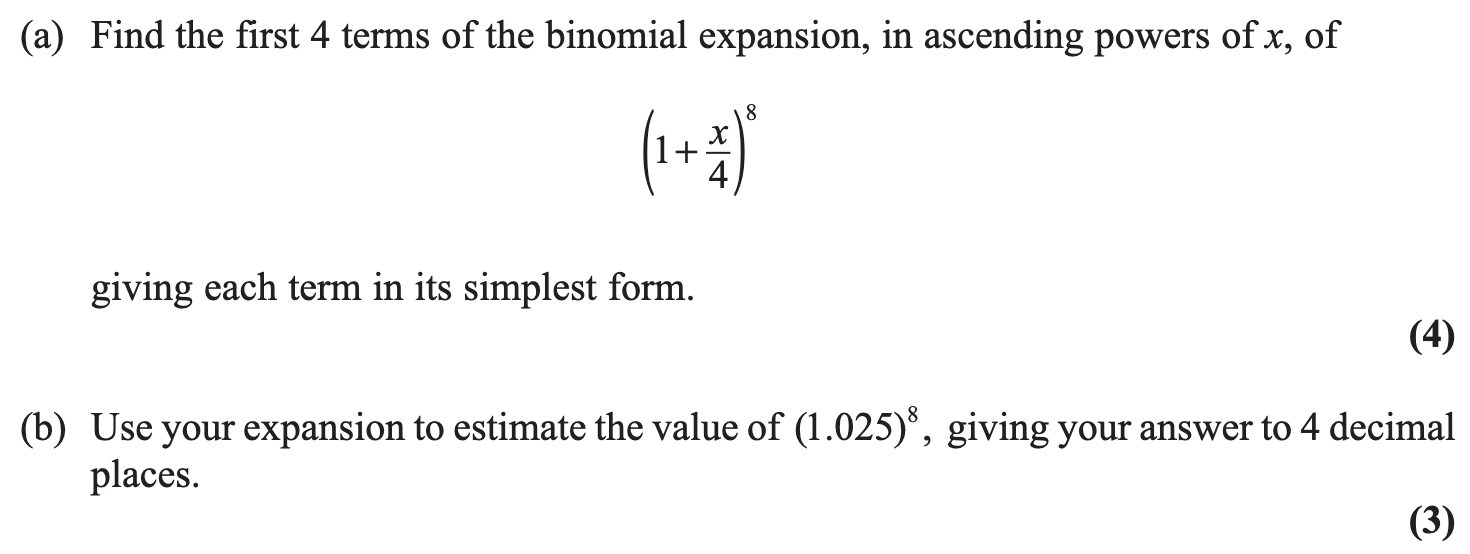 (a) Find the first 4 terms of the binomial expansion, in ascending powers of x, of
(1+x/4)^8
giving each term in its simplest form.
(4)
(b) Use your expansion to estimate the value of (1.025)^8, giving your answer to 4 decimal
places.
(3)